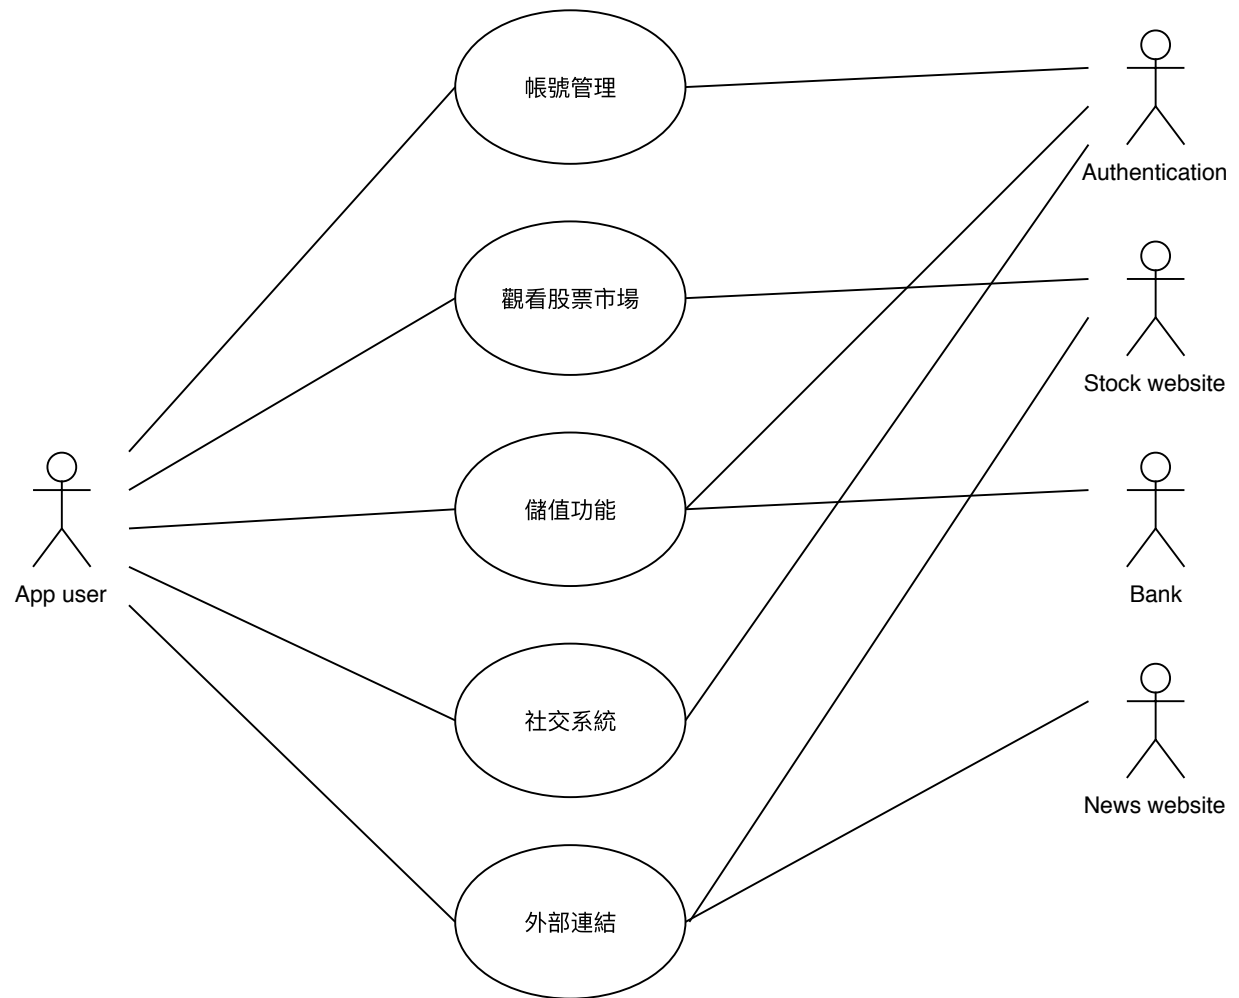 帳號管理
Authentication
觀看股票市場
Stock website
App user
儲值功能
Bank
社交系統
News website
外部連結